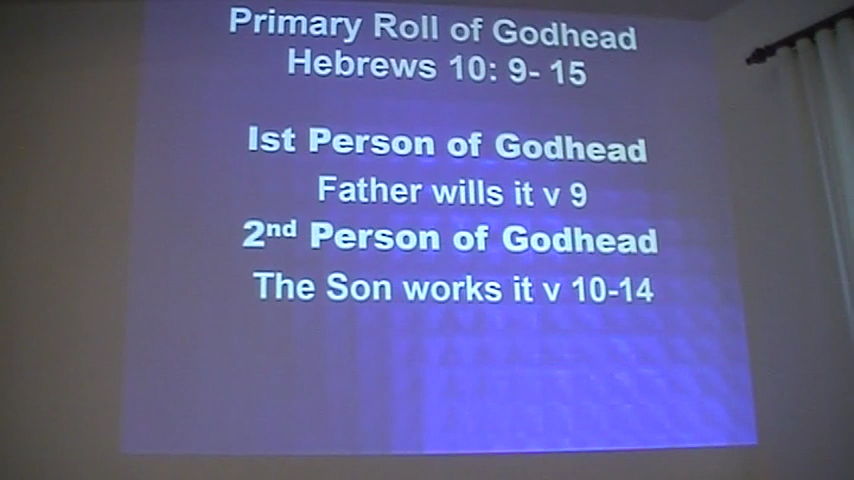 Primary Roll of Godhead
Hebrews 10: 9- 15
Ist Person of Godhead
Father wills it v 9
2nd Person of Godhead
The Son works it v 10-14